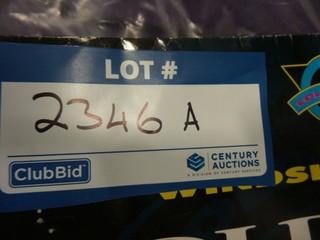 LOT #
2346 A
ClubBid
CENTURY
AUCTIONS
A DIVISION OF CENTURY SERVICES